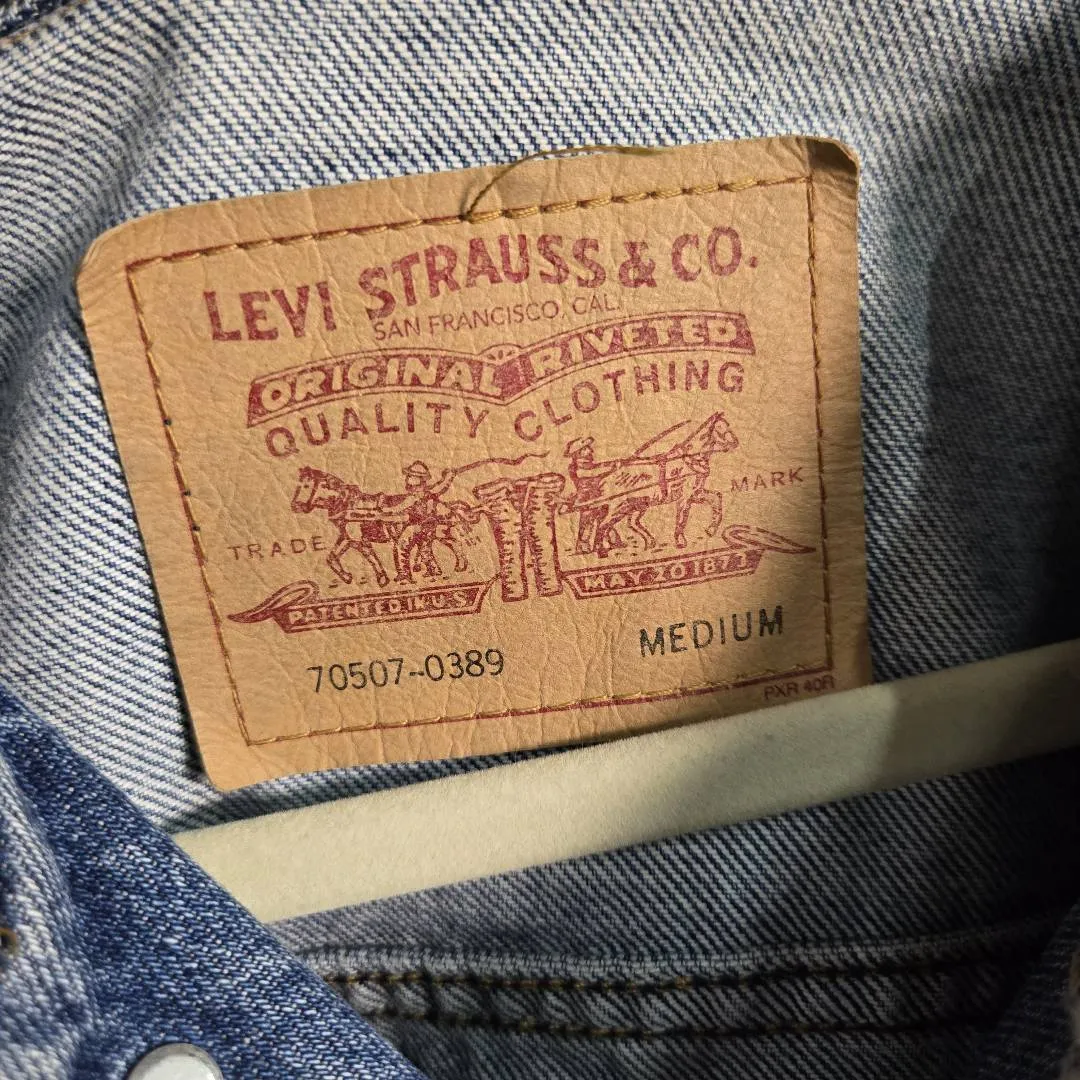 LEVI STRAUSS & CO.
SAN FRANCISCO, CAL.
ORIGINAL RIVETED
QUALITY CLOTHING
TRADE MARK
PATENTED IN U.S MAY 20 1871
70507-0389 MEDIUM
PXR 40R